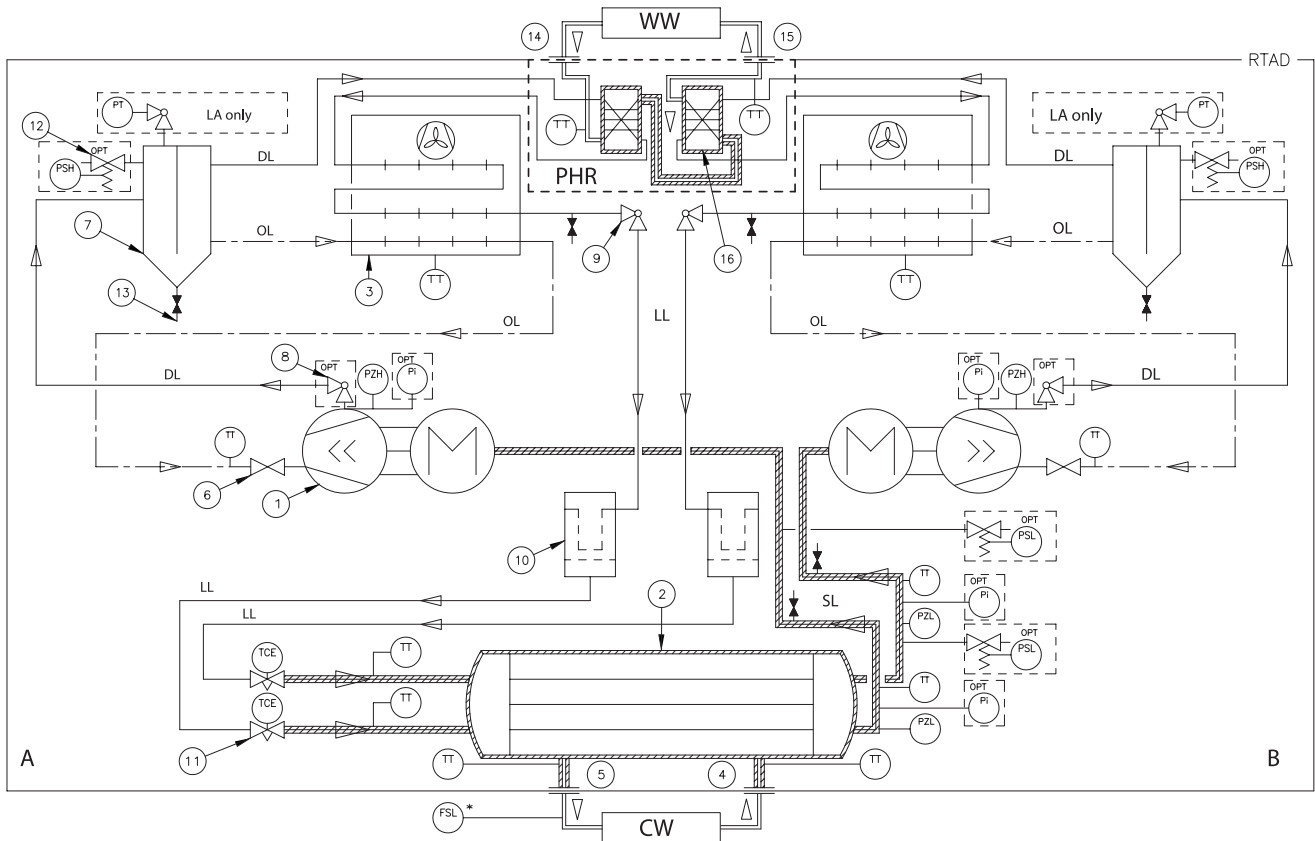 WW
14
15
RTAD
PT
LA only
LA only
PT
12
OPT
PSH
DL
TT
TT
DL
OPT
PSH
PHR
7
OL
9
16
OL
3
TT
TT
13
OL
LL
OL
8
OPT
PZH
OPT
Pi
OPT
Pi
PZH
OPT
DL
DL
TT
M
M
TT
6
1
OPT
PSL
10
LL
2
TT
OPT
Pi
LL
SL
PZL
OPT
PSL
TCE
TT
TT
OPT
Pi
TCE
TT
PZL
11
A
TT
5
4
TT
B
FSL *
CW